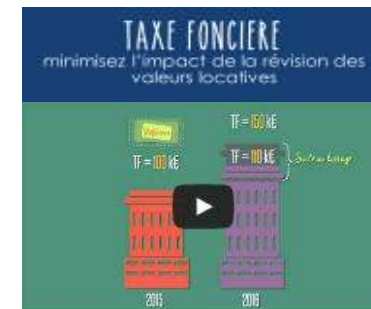 TAXE FONCIERE
minimisez l'impact de la révision des
valeurs locatives
TF = 150 k€
TF = 100 k€
TF = 110 k€
2015
2016